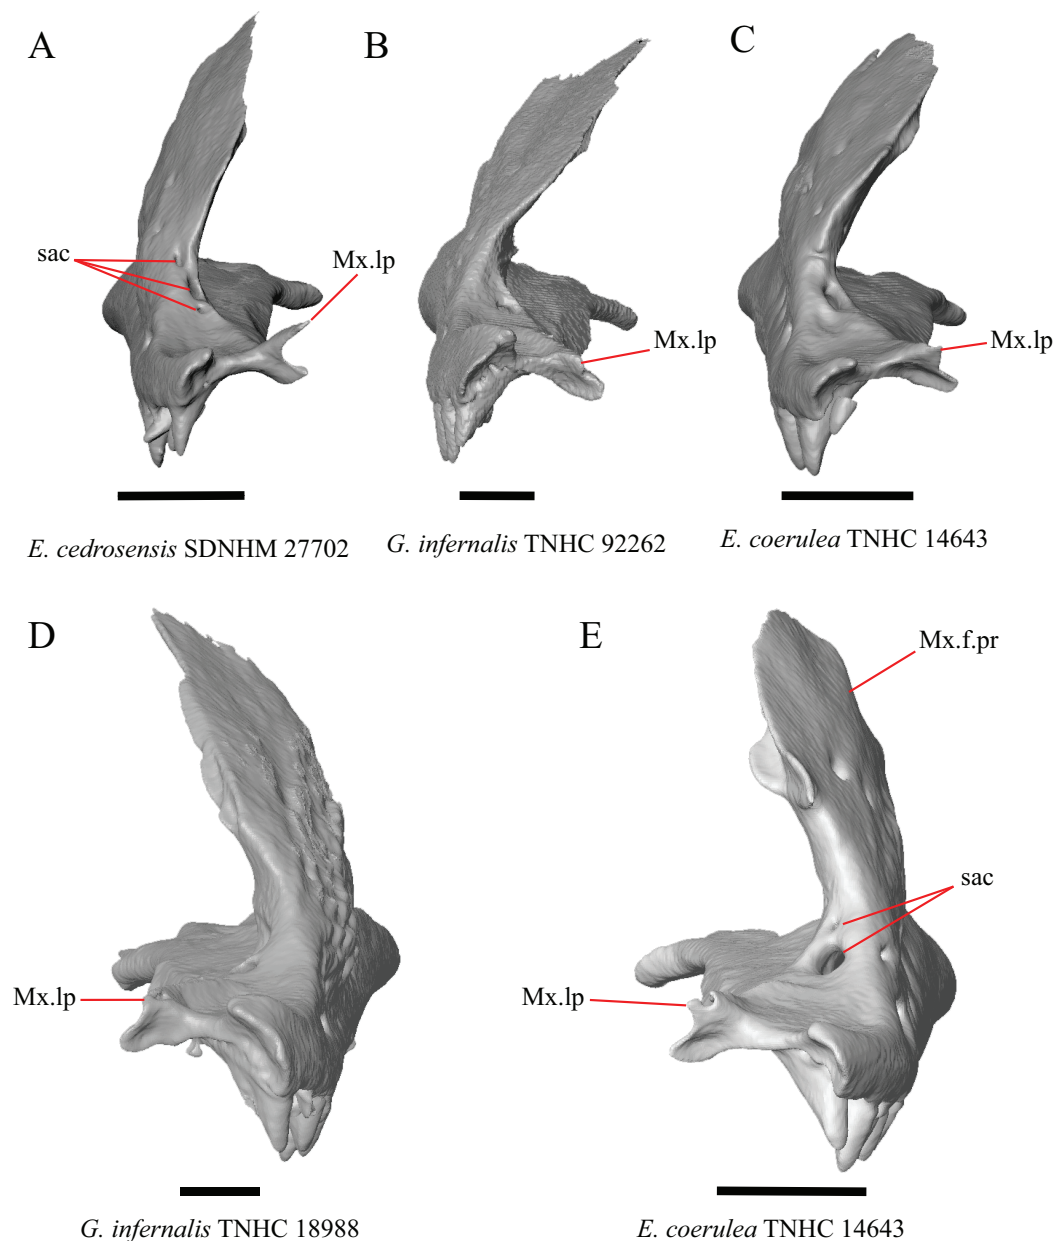 A
B
C
sac
Mx.lp
Mx.lp
Mx.lp
E. cedrosensis SDNHM 27702
G. infernalis TNHC 92262
E. coerulea TNHC 14643
D
E
Mx.f.pr
sac
Mx.lp
Mx.lp
G. infernalis TNHC 18988
E. coerulea TNHC 14643